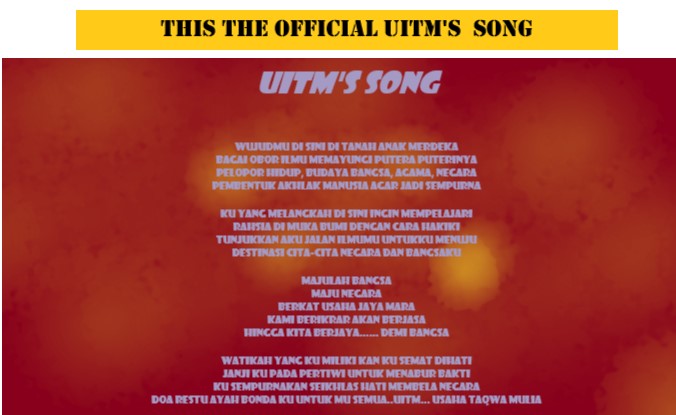 THIS THE OFFICIAL UITM'S SONG
UITM'S SONG
WUJUDMU DI SINI DI TANAH ANAK MERDEKA
BAGAI OBOR ILMU MEMAYUNGI PUTERA PUTERINYA
PELOPOR HIDUP, BUDAYA BANGSA, AGAMA, NEGARA
PEMBENTUK AKHLAK MANUSIA AGAR JADI SEMPURNA
KU YANG MELANGKAH DI SINI INGIN MEMPELAJARI
RAHSIA DI MUKA BUMI DENGAN CARA HAKIKI
TUNJUKKAN AKU JALAN ILMUMU UNTUKKU MENUJU
DESTINASI CITA-CITA NEGARA DAN BANGSAKU
MAJULAH BANGSA
MAJU NEGARA
BERKAT USAHA JAYA MARA
KAMI BERIKRAR AKAN BERJASA
HINGGA KITA BERJAYA...... DEMI BANGSA
WATIKAH YANG KU MILIKI KAN KU SEMAT DIHATI
JANJI KU PADA PERTIWI UNTUK MENABUR BAKTI
KU SEMPURNAKAN SEIKHLAS HATI MEMBELA NEGARA
DOA RESTU AYAH BONDA KU UNTUK MU SEMUA..UITM... USAHA TAQWA MULIA